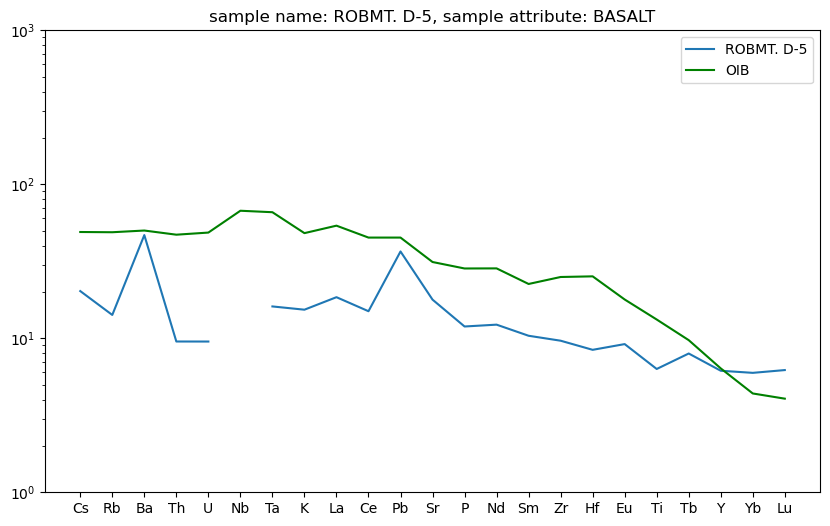 sample name: ROBMT. D-5, sample attribute: BASALT
10³
10²
10¹
10⁰
ROBMT. D-5
OIB
Cs Rb Ba Th U Nb Ta K La Ce Pb Sr P Nd Sm Zr Hf Eu Ti Tb Y Yb Lu